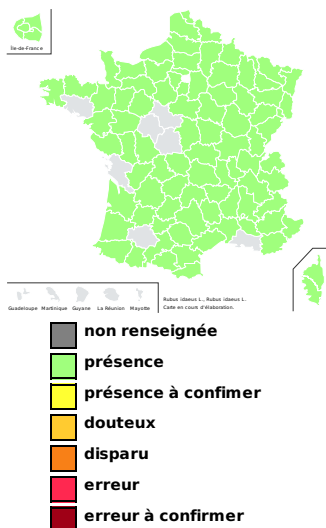 Île-de-France
Guadeloupe Martinique Guyane La Réunion Mayotte
Rubus idaeus L., Rubus idaeus L.
Carte en cours d'élaboration.
non renseignée
présence
présence à confimer
douteux
disparu
erreur
erreur à confirmer